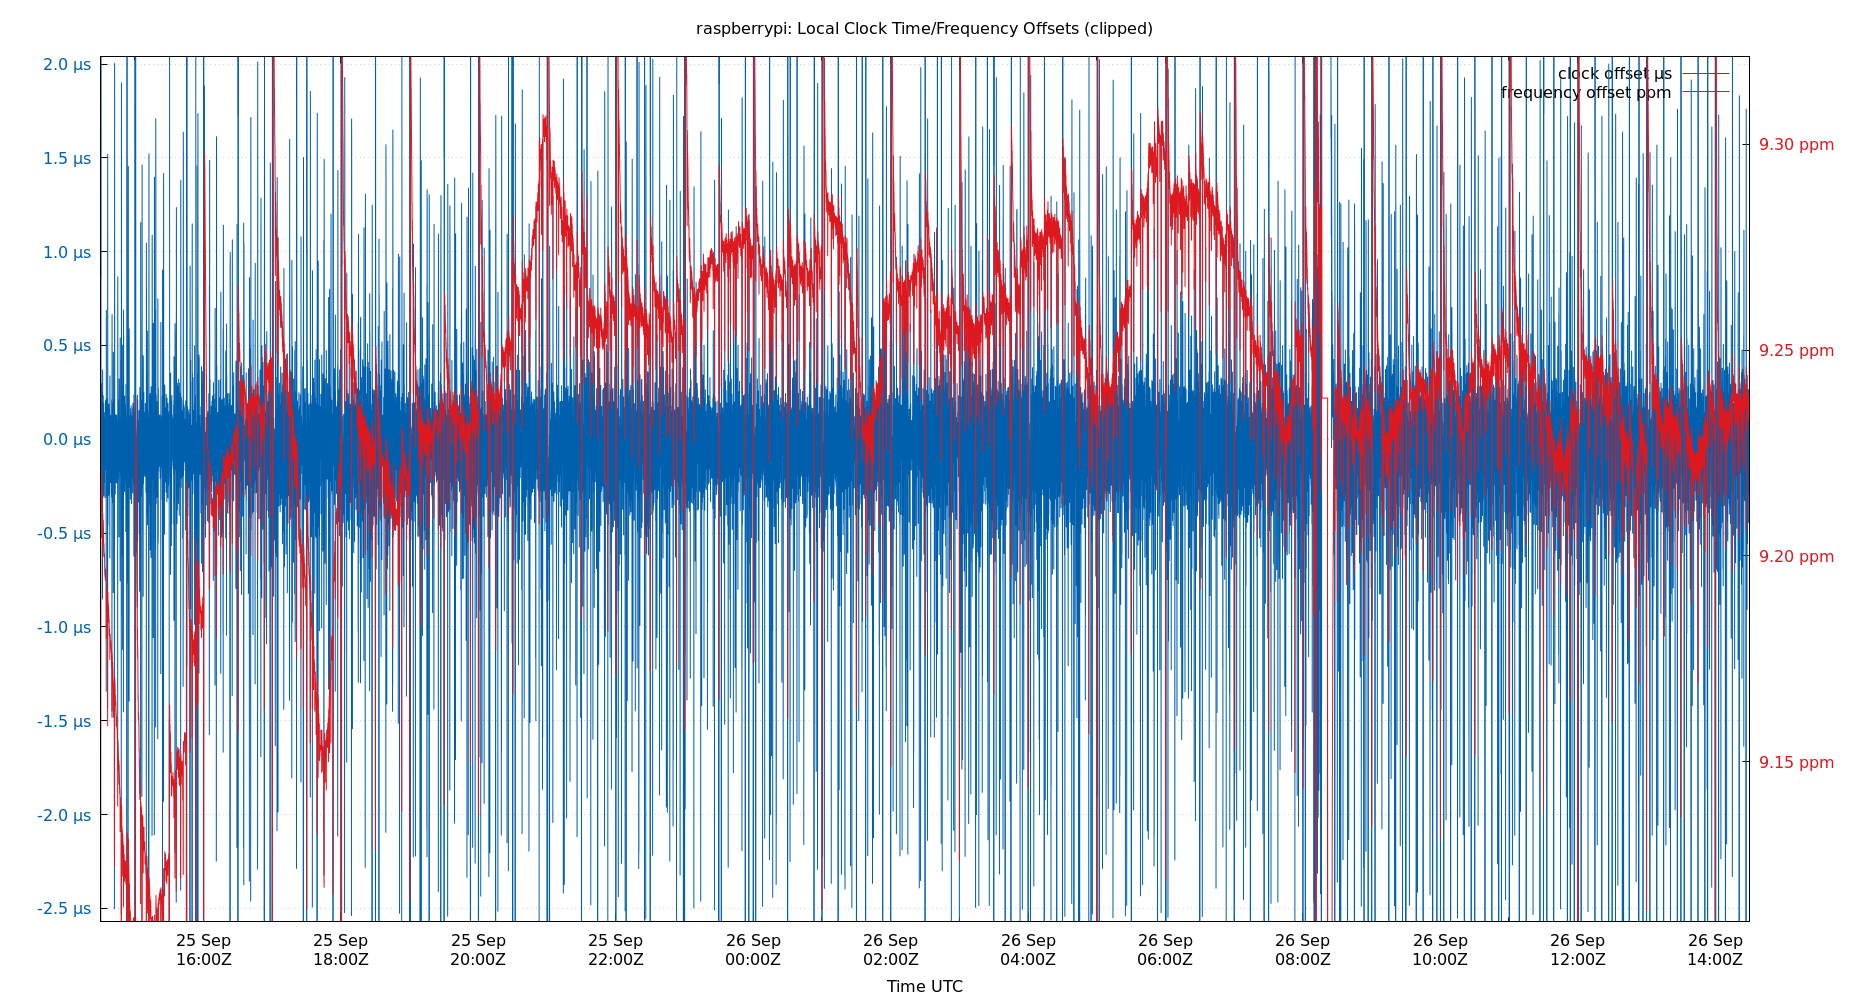 raspberrypi: Local Clock Time/Frequency Offsets (clipped)
clock offset µs
frequency offset ppm
2.0 µs
1.5 µs
1.0 µs
0.5 µs
0.0 µs
-0.5 µs
-1.0 µs
-1.5 µs
-2.0 µs
-2.5 µs
9.30 ppm
9.25 ppm
9.20 ppm
9.15 ppm
25 Sep 25 Sep 25 Sep 25 Sep 26 Sep 26 Sep 26 Sep 26 Sep 26 Sep 26 Sep 26 Sep 26 Sep
16:00Z 18:00Z 20:00Z 22:00Z 00:00Z 02:00Z 04:00Z 06:00Z 08:00Z 10:00Z 12:00Z 14:00Z
Time UTC